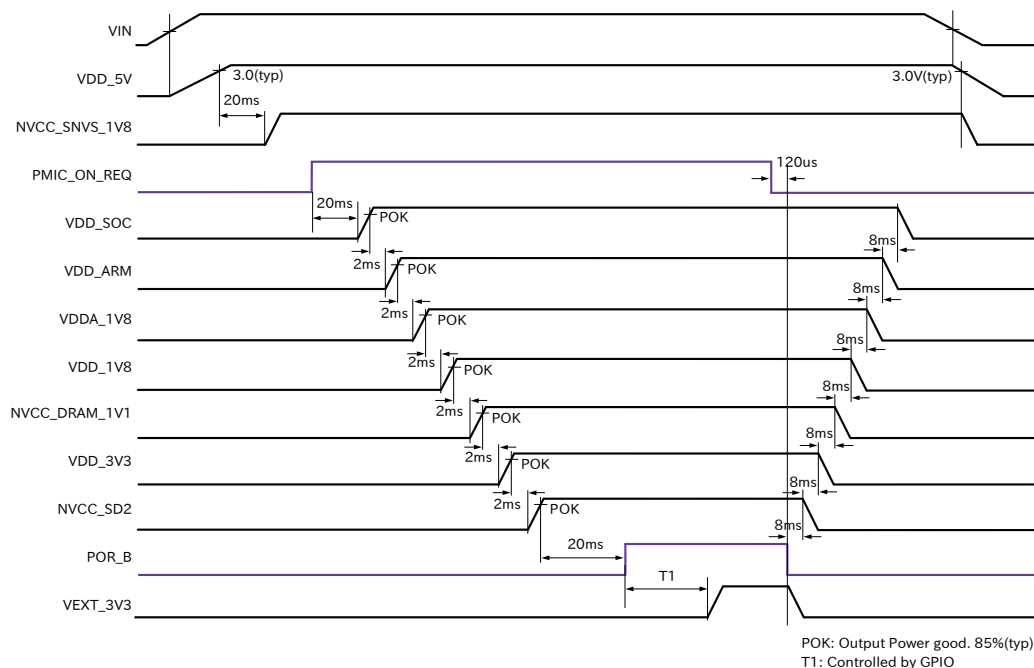 VIN
VDD_5V
3.0(typ)
3.0V(typ)
20ms
NVCC_SNVS_1V8
PMIC_ON_REQ
120us
20ms
VDD_SOC
POK
8ms
2ms
VDD_ARM
POK
8ms
2ms
VDDA_1V8
POK
8ms
2ms
VDD_1V8
POK
8ms
2ms
NVCC_DRAM_1V1
POK
8ms
2ms
VDD_3V3
POK
8ms
2ms
NVCC_SD2
POK
8ms
20ms
POR_B
T1
VEXT_3V3
POK: Output Power good. 85%(typ)
T1: Controlled by GPIO